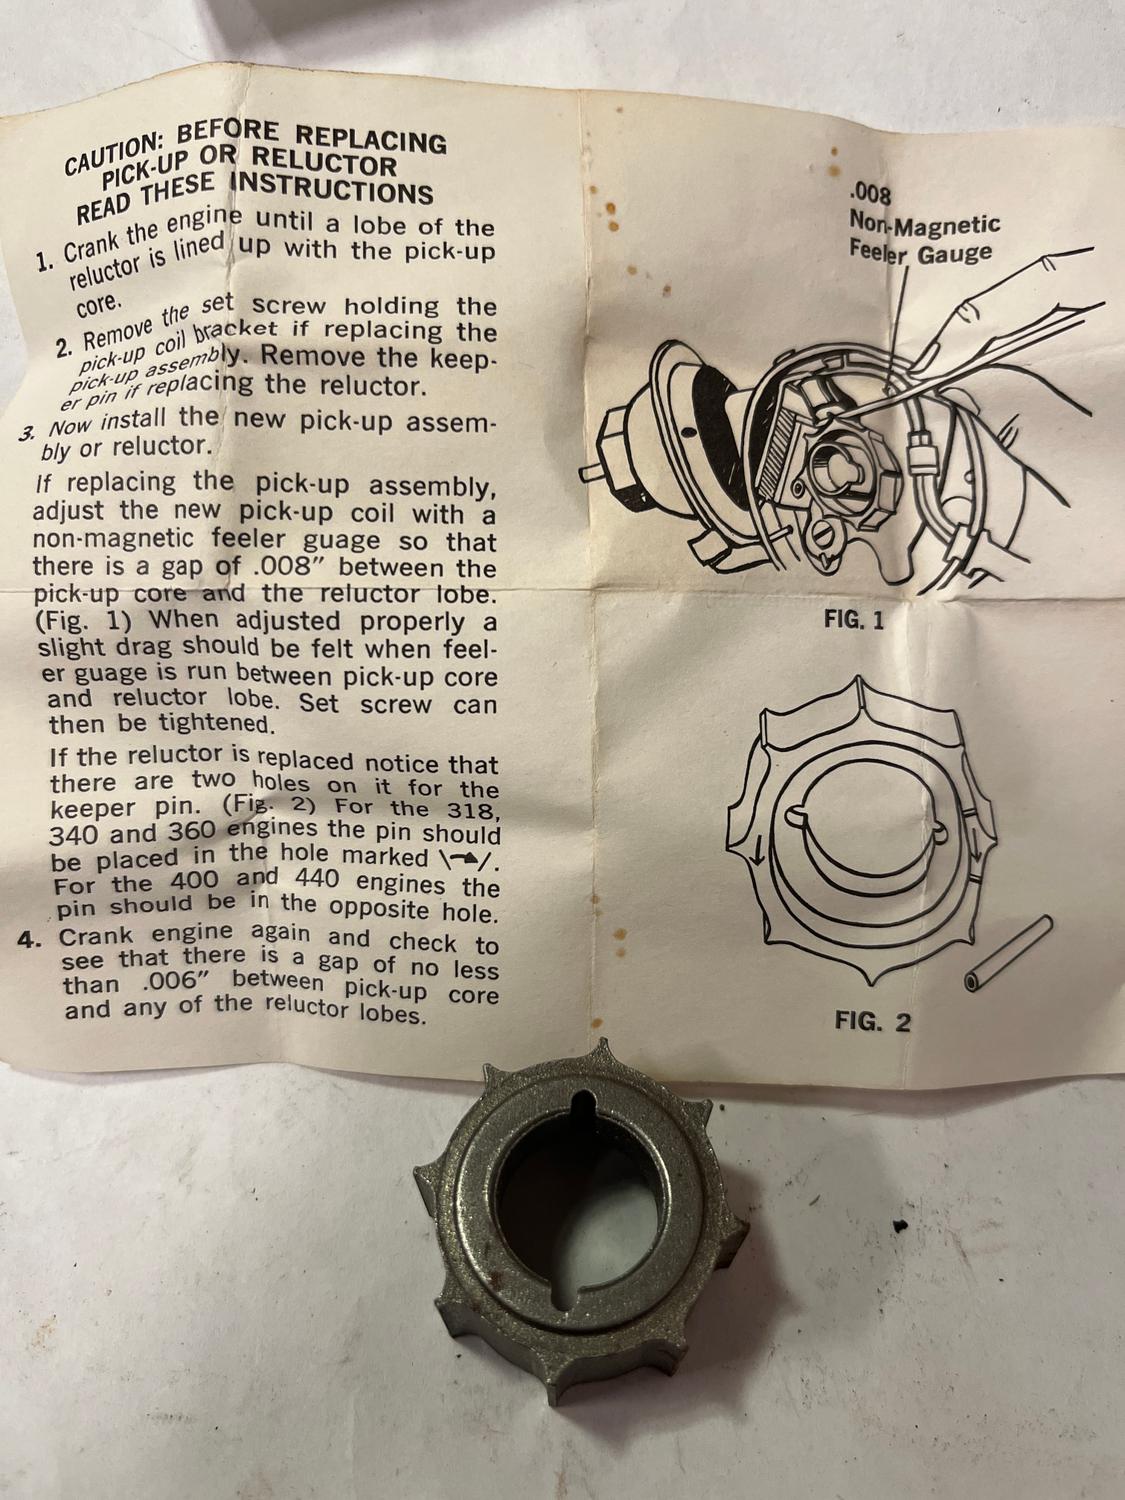 CAUTION: BEFORE REPLACING
PICK-UP OR RELUCTOR
READ THESE INSTRUCTIONS
1. Crank the engine until a lobe of the
reluctor is lined up with the pick-up
core.
2. Remove the set screw holding the
pick-up coil bracket if replacing the
pick-up assembly. Remove the keep-
er pin if replacing the reluctor.
3. Now install the new pick-up assem-
bly or reluctor.
If replacing the pick-up assembly,
adjust the new pick-up coil with a
non-magnetic feeler guage so that
there is a gap of .008″ between the
pick-up core and the reluctor lobe.
(Fig. 1) When adjusted properly a
slight drag should be felt when feel-
er guage is run between pick-up core
and reluctor lobe. Set screw can
then be tightened.
If the reluctor is replaced notice that
there are two holes on it for the
keeper pin. (Fig. 2) For the 318,
340 and 360 engines the pin should
be placed in the hole marked \→/.
For the 400 and 440 engines the
pin should be in the opposite hole.
4. Crank engine again and check to
see that there is a gap of no less
than .006″ between pick-up core
and any of the reluctor lobes.
.008
Non-Magnetic
Feeler Gauge
FIG. 1
FIG. 2